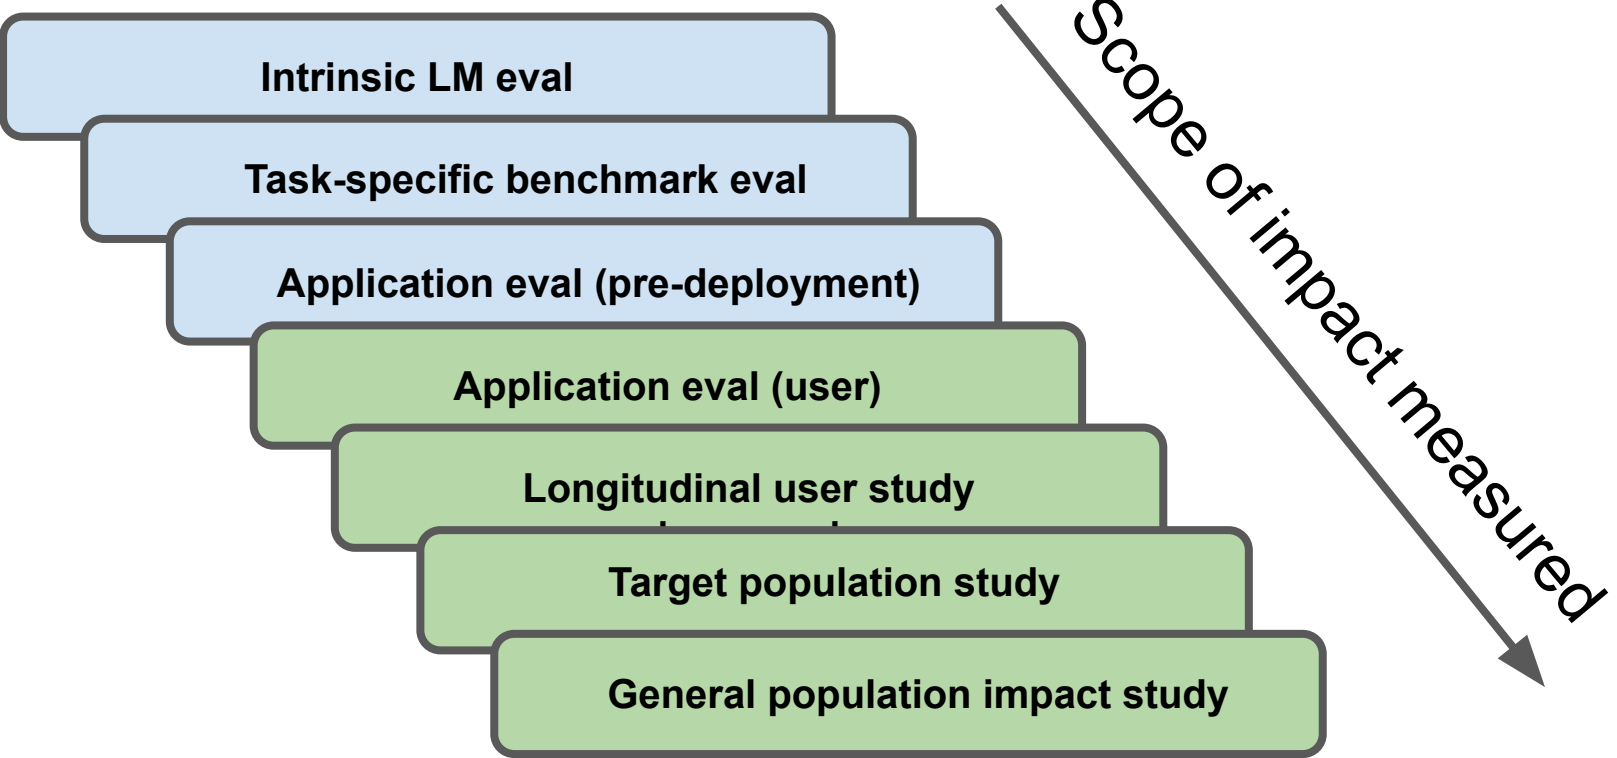 Intrinsic LM eval
Task-specific benchmark eval
Application eval (pre-deployment)
Application eval (user)
Longitudinal user study
Target population study
General population impact study
Scope of impact measured